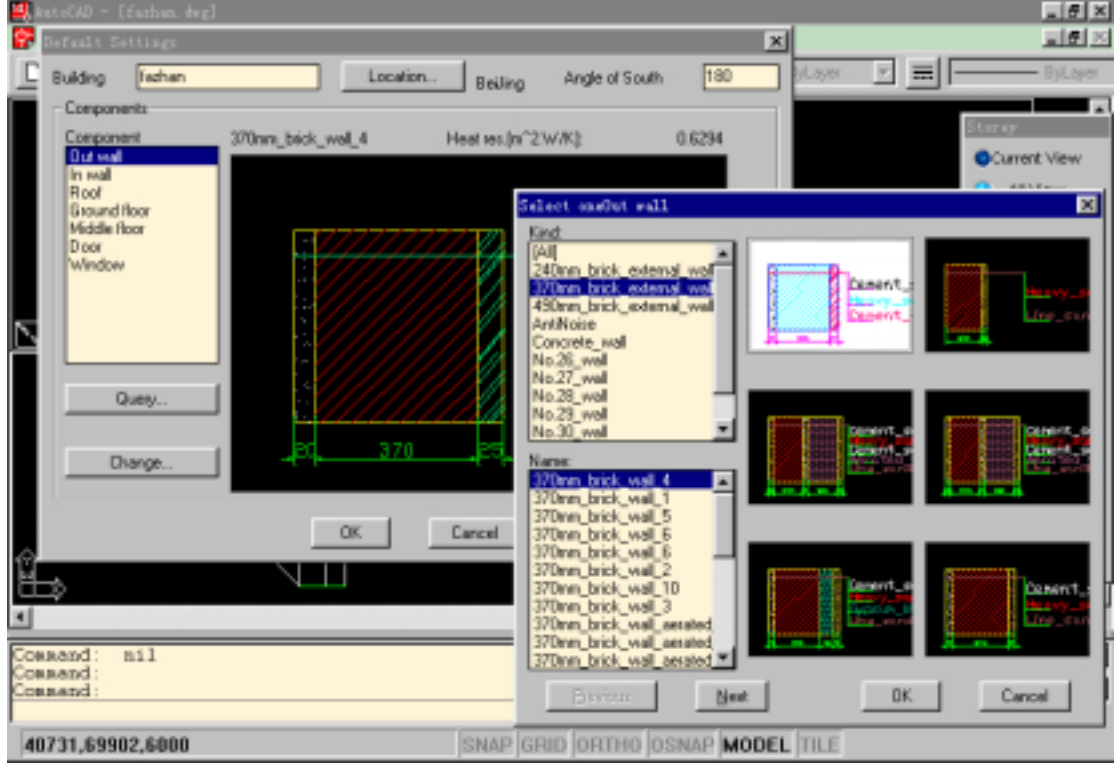 AutoCAD - [fazhan.dwg]
Default Settings
Building
fazhan
Location...
Beijing
Angle of South
180
ByLayer
ByLayer
Components
Component
370mm_brick_wall_4
Heat res.[m^2.W/K]:
0.6294
Out wall
In wall
Roof
Ground floor
Middle floor
Door
Window
Query...
Change...
20
370
25
OK
Cancel
Storey
Current View
Select oneOut wall
Kind:
[All]
240mm_brick_external_wall
370mm_brick_external_wall
490mm_brick_external_wall
AntiNoise
Concrete_wall
No.26_wall
No.27_wall
No.28_wall
No.29_wall
No.30_wall
Name:
370mm_brick_wall_4
370mm_brick_wall_1
370mm_brick_wall_5
370mm_brick_wall_6
370mm_brick_wall_6
370mm_brick_wall_2
370mm_brick_wall_10
370mm_brick_wall_3
370mm_brick_wall_aerated
370mm_brick_wall_aerated
370mm_brick_wall_aerated
Previous
Next
OK
Cancel
Command: nil
Command:
Command:
40731,69902,6000
SNAP GRID ORTHO OSNAP MODEL TILE